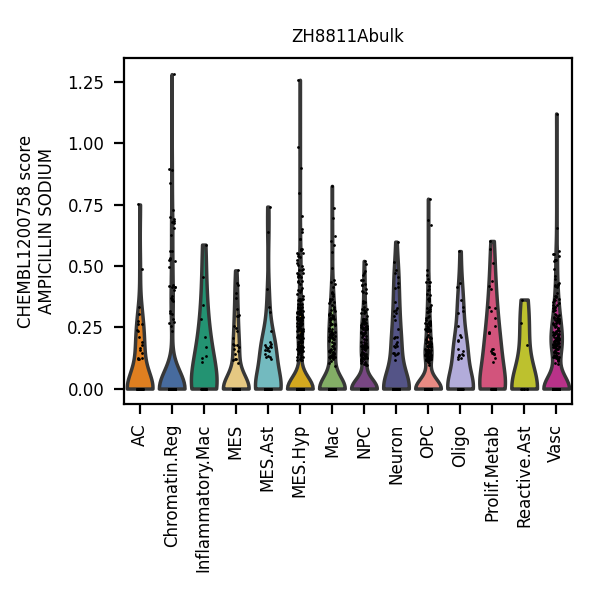 ZH8811Abulk
CHEMBL1200758 score
AMPICILLIN SODIUM
1.25
1.00
0.75
0.50
0.25
0.00
AC
Chromatin.Reg
Inflammatory.Mac
MES
MES.Ast
MES.Hyp
Mac
NPC
Neuron
OPC
Oligo
Prolif.Metab
Reactive.Ast
Vasc